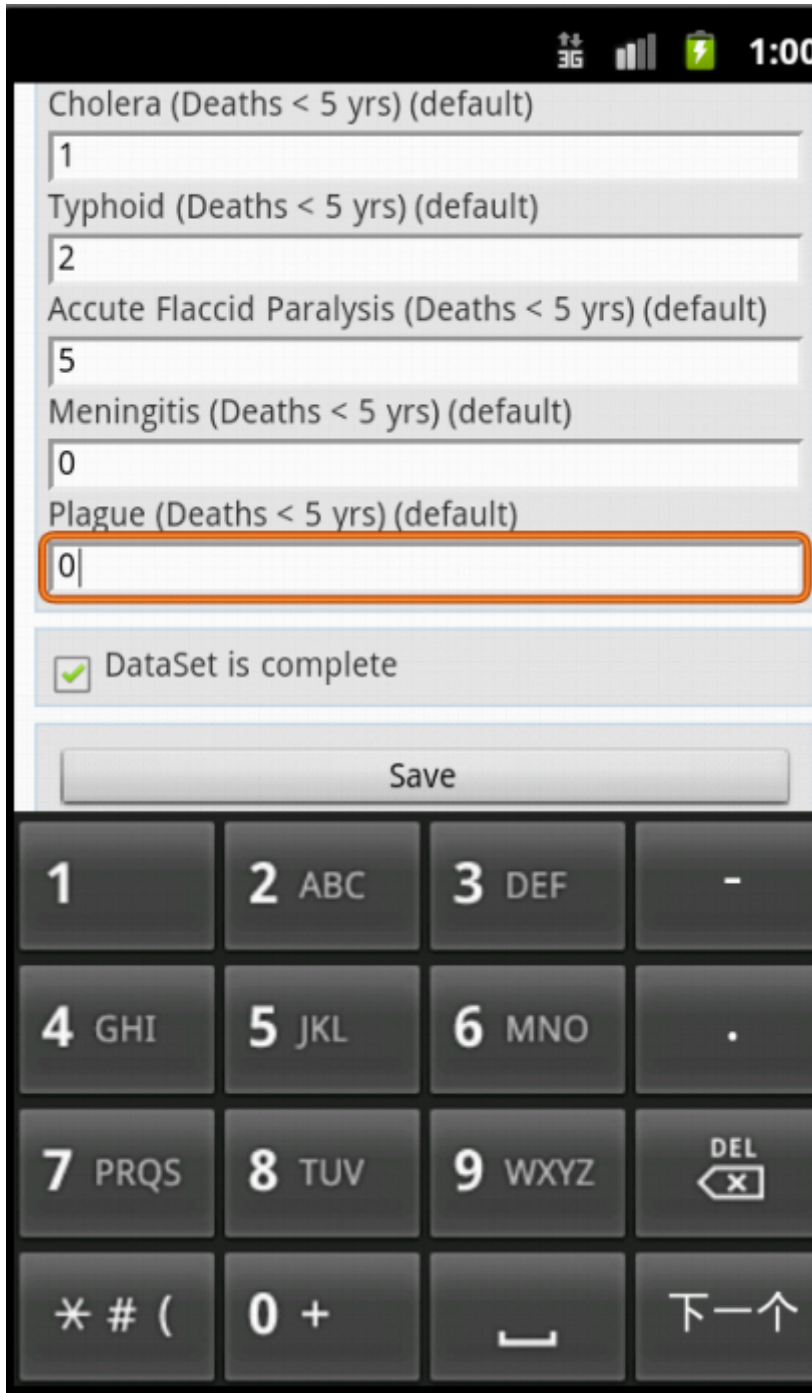 3G 1:00
Cholera (Deaths < 5 yrs) (default)
1
Typhoid (Deaths < 5 yrs) (default)
2
Accute Flaccid Paralysis (Deaths < 5 yrs) (default)
5
Meningitis (Deaths < 5 yrs) (default)
0
Plague (Deaths < 5 yrs) (default)
0
DataSet is complete
Save
1 2 ABC 3 DEF -
4 GHI 5 JKL 6 MNO .
7 PRQS 8 TUV 9 WXYZ DEL
* # ( 0 + 下一个